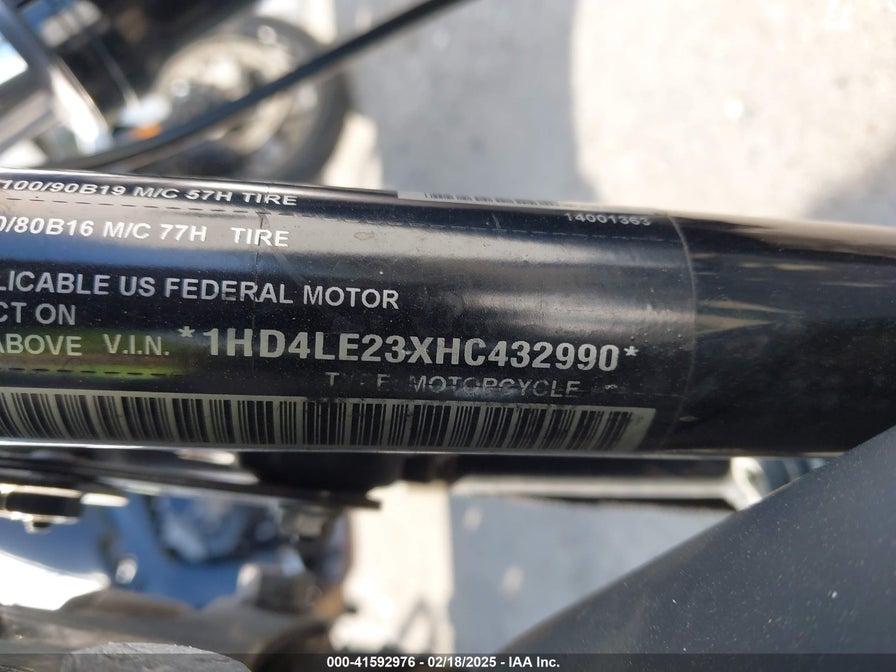 100/90B19 M/C 57H TIRE
14001363
0/80B16 M/C 77H TIRE
LICABLE US FEDERAL MOTOR
CT ON
ABOVE V.I.N. *1HD4LE23XHC432990*
MOTORCYCLE
000-41592976 - 02/18/2025 - IAA Inc.